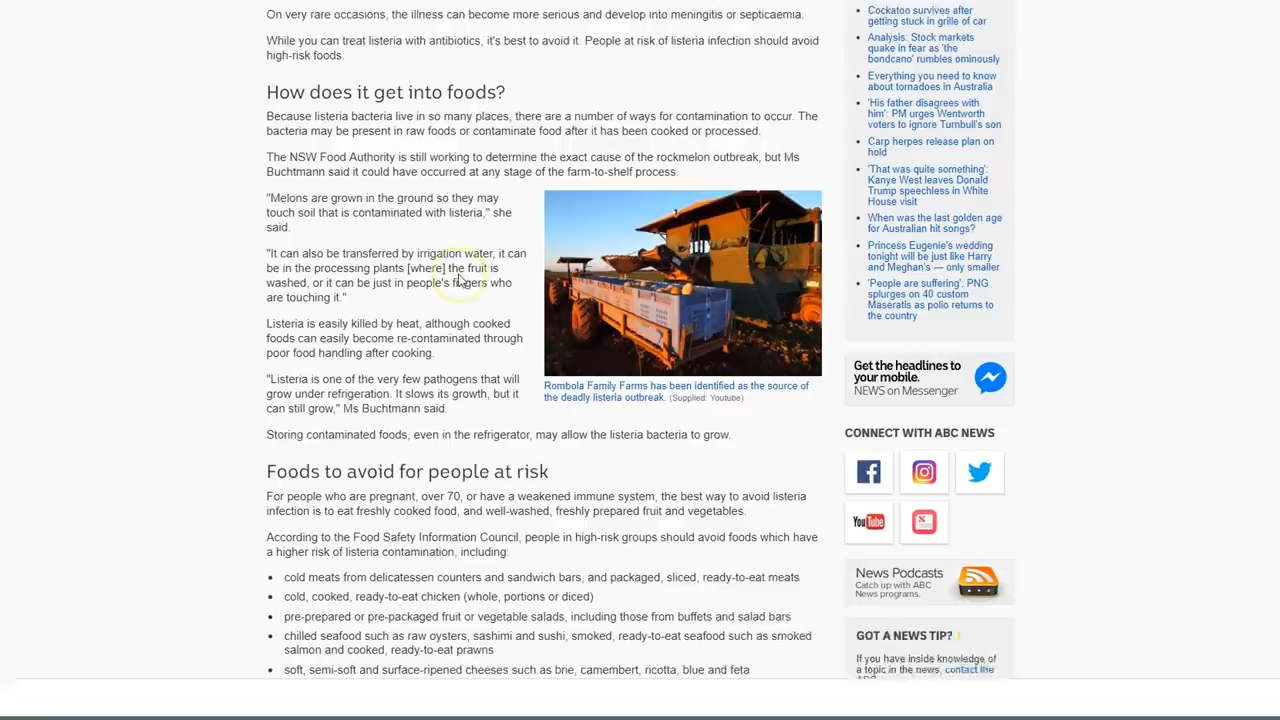 On very rare occasions, the illness can become more serious and develop into meningitis or septicaemia.
While you can treat listeria with antibiotics, it's best to avoid it. People at risk of listeria infection should avoid
high-risk foods.
How does it get into foods?
Because listeria bacteria live in so many places, there are a number of ways for contamination to occur. The
bacteria may be present in raw foods or contaminate food after it has been cooked or processed.
The NSW Food Authority is still working to determine the exact cause of the rockmelon outbreak, but Ms
Buchtmann said it could have occurred at any stage of the farm-to-shelf process.
"Melons are grown in the ground so they may
touch soil that is contaminated with listeria," she
said.
"It can also be transferred by irrigation water, it can
be in the processing plants [where] the fruit is
washed, or it can be just in people's fingers who
are touching it."
Listeria is easily killed by heat, although cooked
foods can easily become re-contaminated through
poor food handling after cooking.
"Listeria is one of the very few pathogens that will
grow under refrigeration. It slows its growth, but it
can still grow," Ms Buchtmann said.
Rombola Family Farms has been identified as the source of
the deadly listeria outbreak. (Supplied: Youtube)
Storing contaminated foods, even in the refrigerator, may allow the listeria bacteria to grow.
Foods to avoid for people at risk
For people who are pregnant, over 70, or have a weakened immune system, the best way to avoid listeria
infection is to eat freshly cooked food, and well-washed, freshly prepared fruit and vegetables.
According to the Food Safety Information Council, people in high-risk groups should avoid foods which have
a higher risk of listeria contamination, including:
• cold meats from delicatessen counters and sandwich bars, and packaged, sliced, ready-to-eat meats
• cold, cooked, ready-to-eat chicken (whole, portions or diced)
• pre-prepared or pre-packaged fruit or vegetable salads, including those from buffets and salad bars
• chilled seafood such as raw oysters, sashimi and sushi, smoked, ready-to-eat seafood such as smoked
salmon and cooked, ready-to-eat prawns
• soft, semi-soft and surface-ripened cheeses such as brie, camembert, ricotta, blue and feta
• Cockatoo survives after
getting stuck in grille of car
• Analysis: Stock markets
quake in fear as 'the
bondcano' rumbles ominously
• Everything you need to know
about tornadoes in Australia
• 'His father disagrees with
him': PM urges Wentworth
voters to ignore Turnbull's son
• Carp herpes release plan on
hold
• 'That was quite something':
Kanye West leaves Donald
Trump speechless in White
House visit
• When was the last golden age
for Australian hit songs?
• Princess Eugenie's wedding
tonight will be just like Harry
and Meghan's — only smaller
• 'People are suffering': PNG
splurges on 40 custom
Maseratis as polio returns to
the country
Get the headlines to
your mobile.
NEWS on Messenger
CONNECT WITH ABC NEWS
You Tube
News Podcasts
Catch up with ABC
News programs.
GOT A NEWS TIP?
If you have inside knowledge of
a topic in the news, contact the